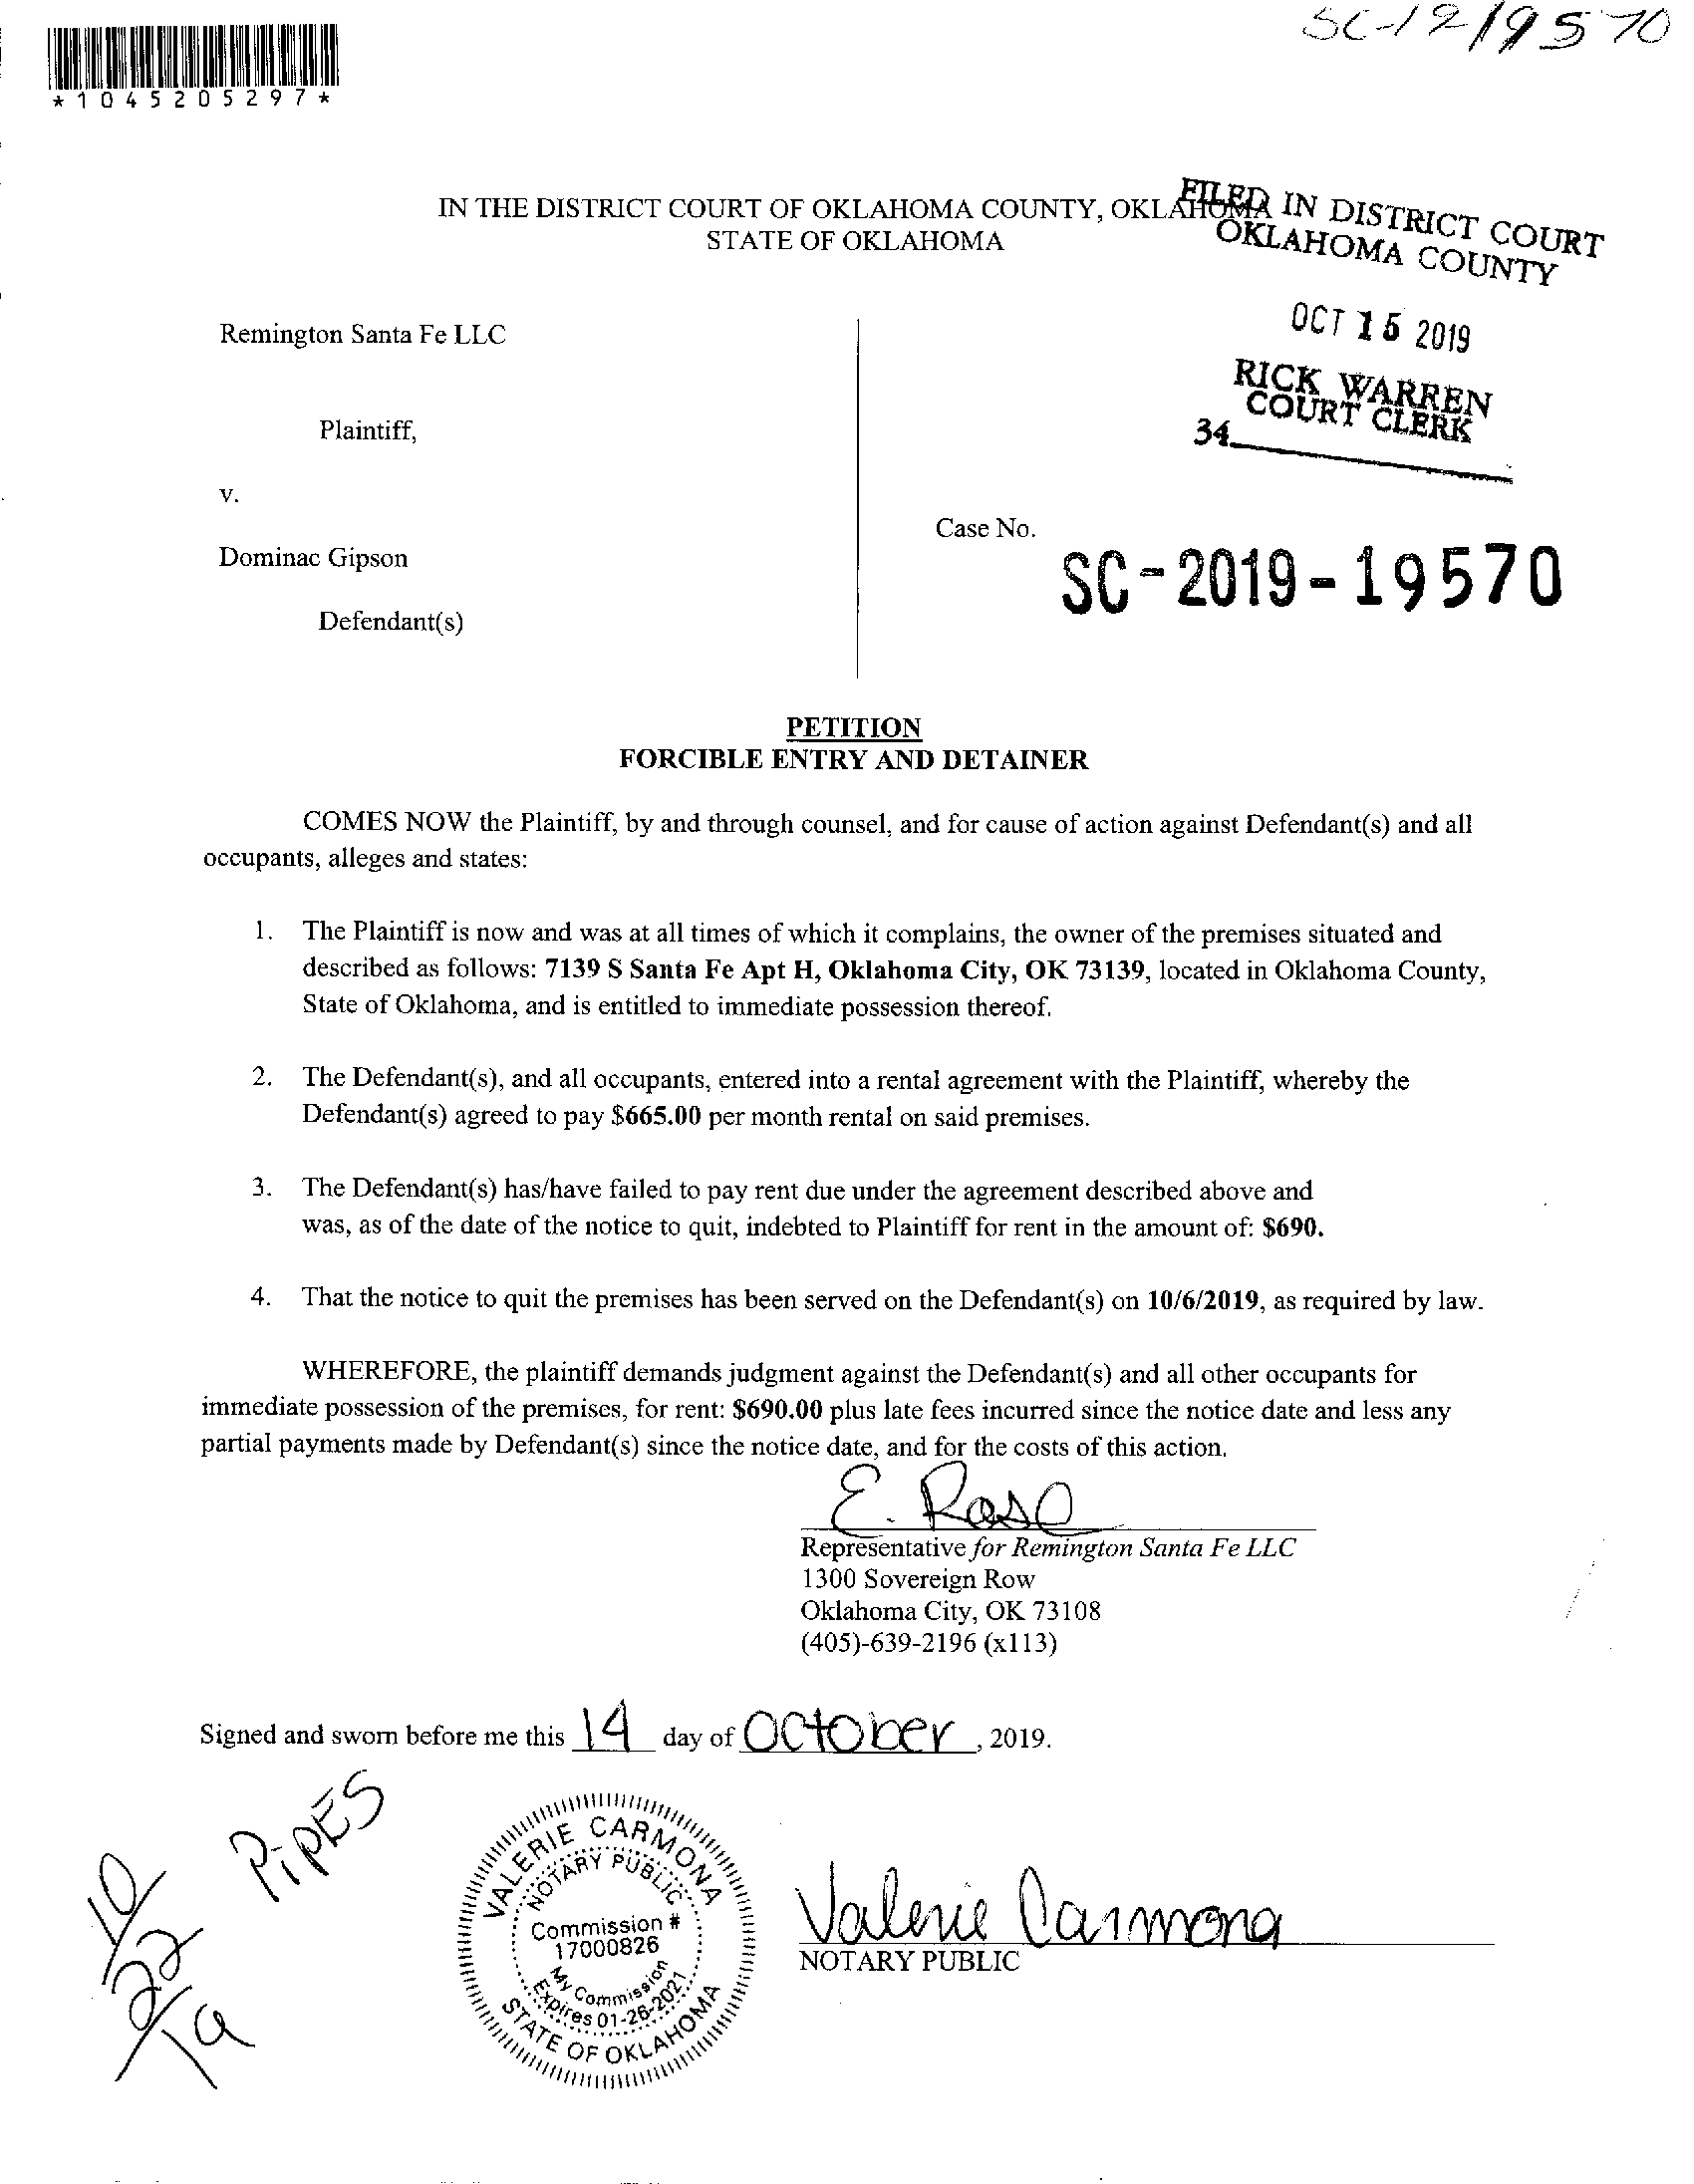 SC-19/19570
*1045205297*
IN THE DISTRICT COURT OF OKLAHOMA COUNTY, OKLAHOMA
STATE OF OKLAHOMA
FILED IN DISTRICT COURT
OKLAHOMA COUNTY
OCT 15 2019
RICK WARREN
COURT CLERK
34
Remington Santa Fe LLC
Plaintiff,
v.
Dominac Gipson
Defendant(s)
Case No.
SC-2019-19570
PETITION
FORCIBLE ENTRY AND DETAINER
COMES NOW the Plaintiff, by and through counsel, and for cause of action against Defendant(s) and all
occupants, alleges and states:
1. The Plaintiff is now and was at all times of which it complains, the owner of the premises situated and
described as follows: 7139 S Santa Fe Apt H, Oklahoma City, OK 73139, located in Oklahoma County,
State of Oklahoma, and is entitled to immediate possession thereof.
2. The Defendant(s), and all occupants, entered into a rental agreement with the Plaintiff, whereby the
Defendant(s) agreed to pay $665.00 per month rental on said premises.
3. The Defendant(s) has/have failed to pay rent due under the agreement described above and
was, as of the date of the notice to quit, indebted to Plaintiff for rent in the amount of: $690.
4. That the notice to quit the premises has been served on the Defendant(s) on 10/6/2019, as required by law.
WHEREFORE, the plaintiff demands judgment against the Defendant(s) and all other occupants for
immediate possession of the premises, for rent: $690.00 plus late fees incurred since the notice date and less any
partial payments made by Defendant(s) since the notice date, and for the costs of this action.
E. Rose
Representative for Remington Santa Fe LLC
1300 Sovereign Row
Oklahoma City, OK 73108
(405)-639-2196 (x113)
Signed and sworn before me this 14 day of October, 2019.
PiPES
10/22/19
VALERIE CARMONA
NOTARY PUBLIC
Commission #
17000826
My Commission
Expires 01-26-2021
STATE OF OKLAHOMA
Valerie Carmona
NOTARY PUBLIC